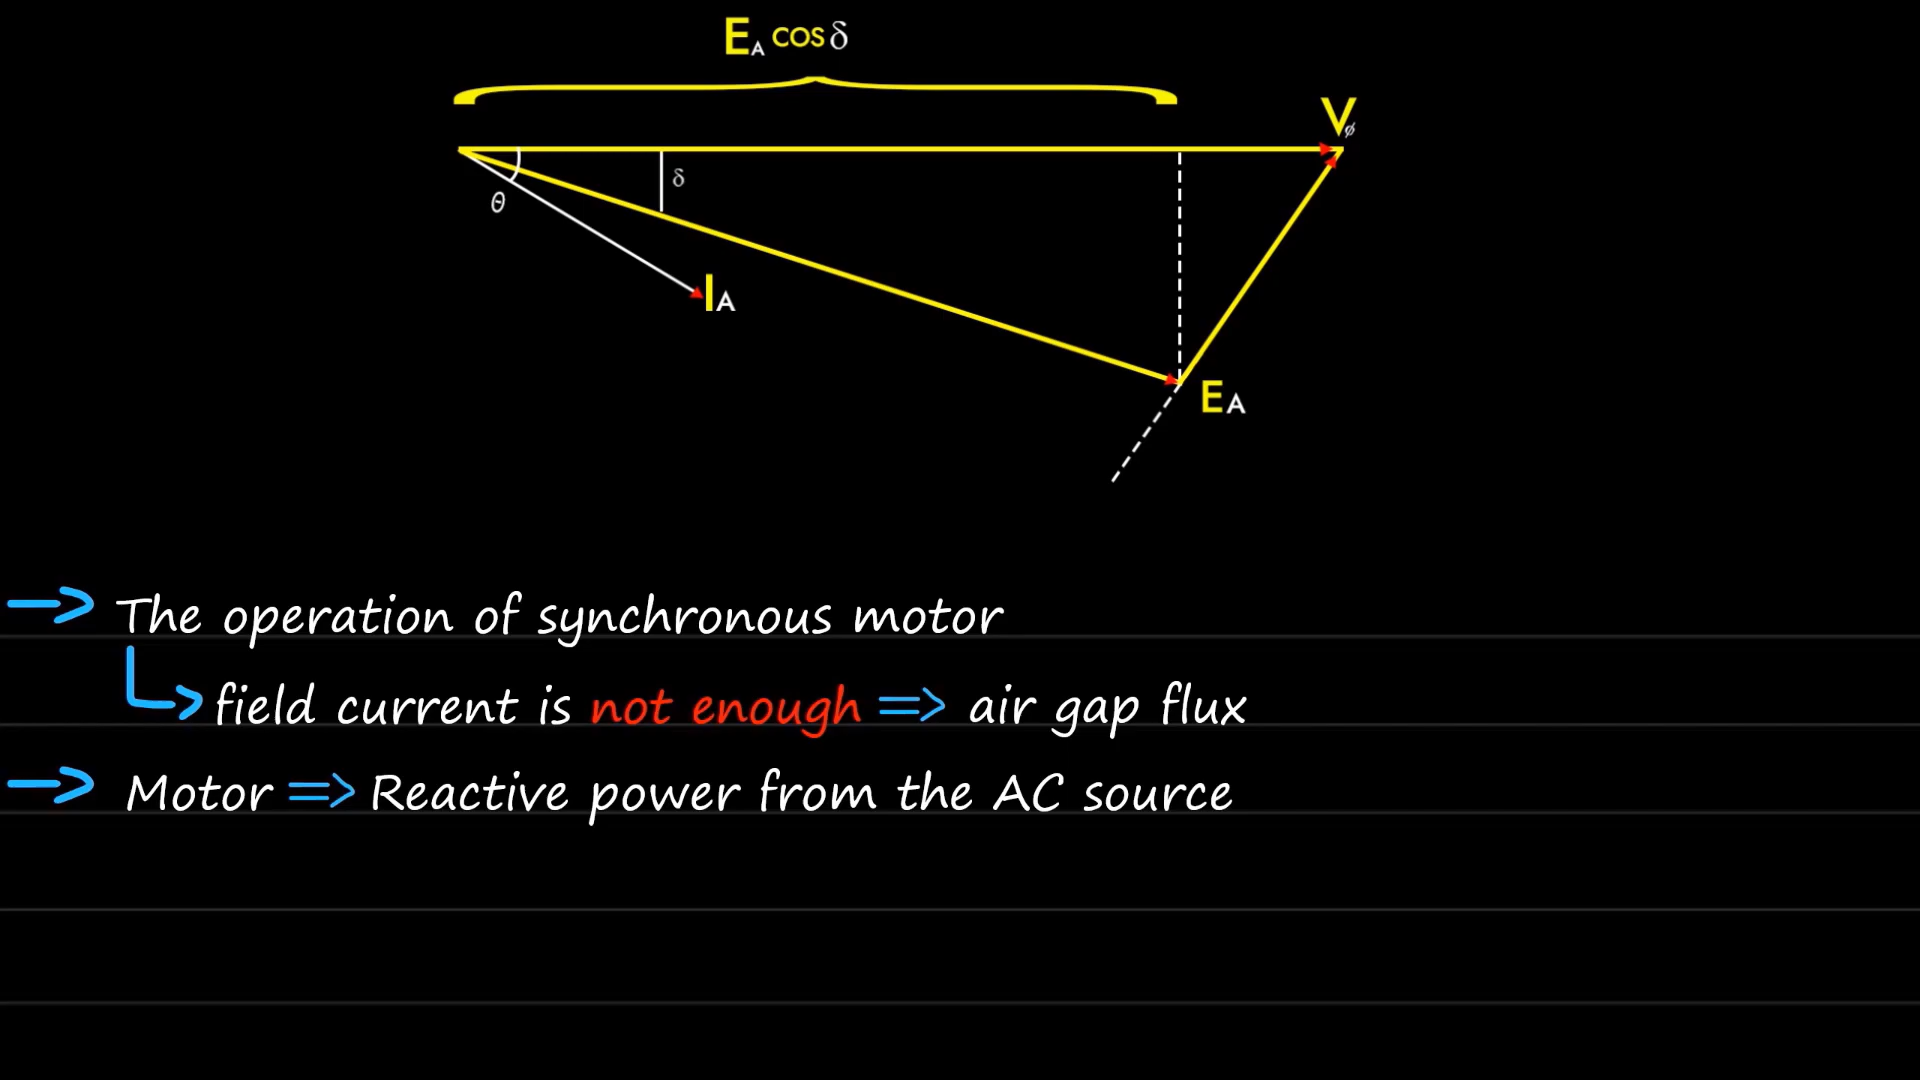 E_A cos δ
V_ϕ
δ
θ
I_A
E_A
The operation of synchronous motor
field current is not enough => air gap flux
Motor => Reactive power from the AC source